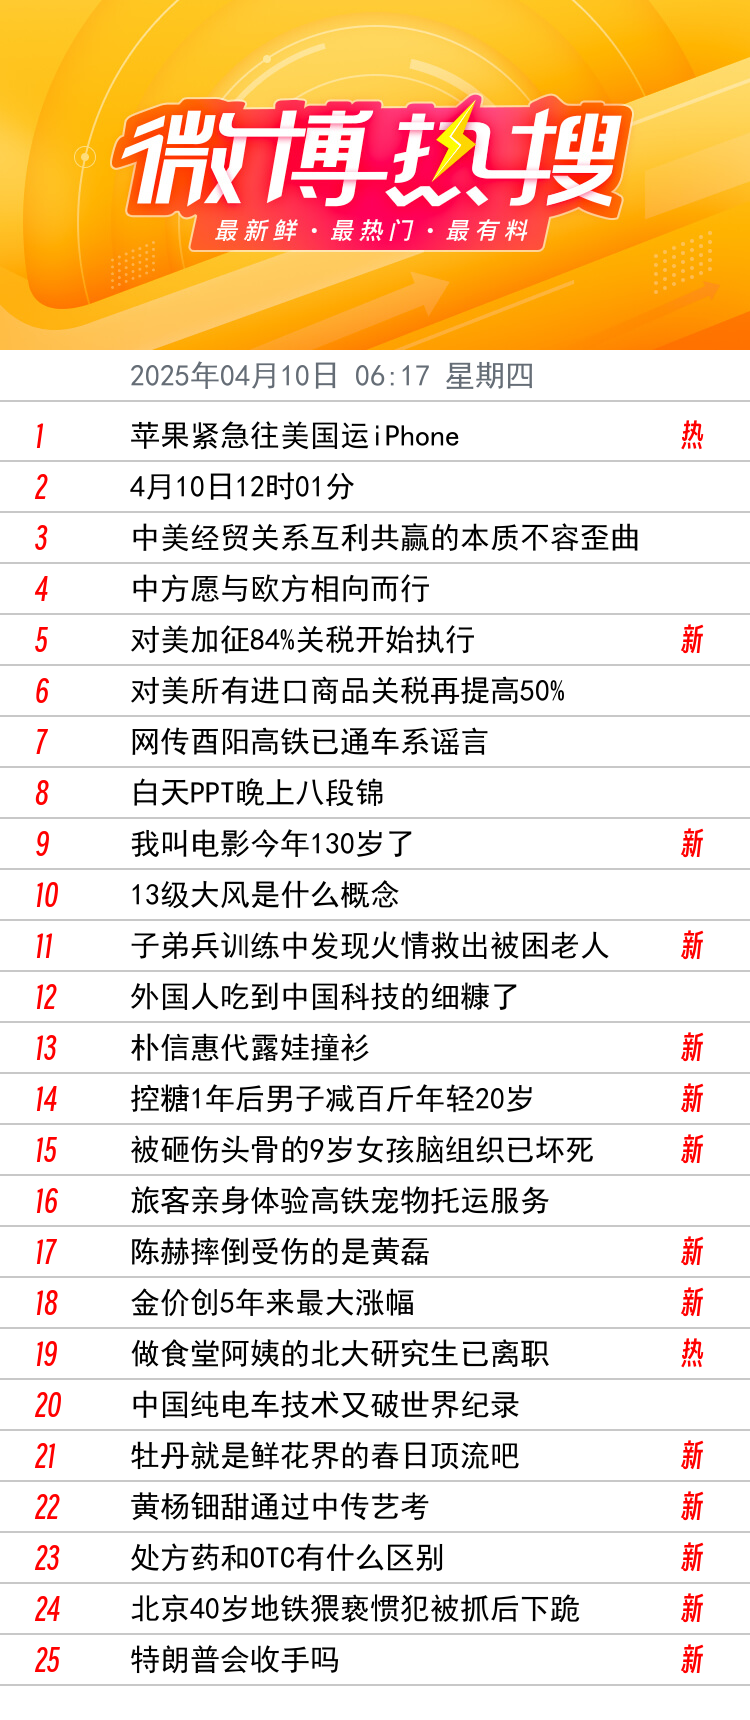 微博热搜
最新鲜·最热门·最有料
2025年04月10日 06:17 星期四
1 苹果紧急往美国运iPhone 热
2 4月10日12时01分
3 中美经贸关系互利共赢的本质不容歪曲
4 中方愿与欧方相向而行
5 对美加征84%关税开始执行 新
6 对美所有进口商品关税再提高50%
7 网传酉阳高铁已通车系谣言
8 白天PPT晚上八段锦
9 我叫电影今年130岁了 新
10 13级大风是什么概念
11 子弟兵训练中发现火情救出被困老人 新
12 外国人吃到中国科技的细糠了
13 朴信惠代露娃撞衫 新
14 控糖1年后男子减百斤年轻20岁 新
15 被砸伤头骨的9岁女孩脑组织已坏死 新
16 旅客亲身体验高铁宠物托运服务
17 陈赫摔倒受伤的是黄磊 新
18 金价创5年来最大涨幅 新
19 做食堂阿姨的北大研究生已离职 热
20 中国纯电车技术又破世界纪录
21 牡丹就是鲜花界的春日顶流吧 新
22 黄杨钿甜通过中传艺考 新
23 处方药和OTC有什么区别 新
24 北京40岁地铁猥亵惯犯被抓后下跪 新
25 特朗普会收手吗 新